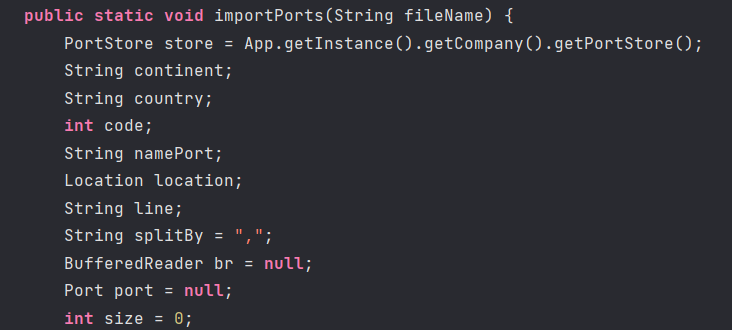 public static void importPorts(String fileName) {
PortStore store = App.getInstance().getCompany().getPortStore();
String continent;
String country;
int code;
String namePort;
Location location;
String line;
String splitBy = ",";
BufferedReader br = null;
Port port = null;
int size = 0;